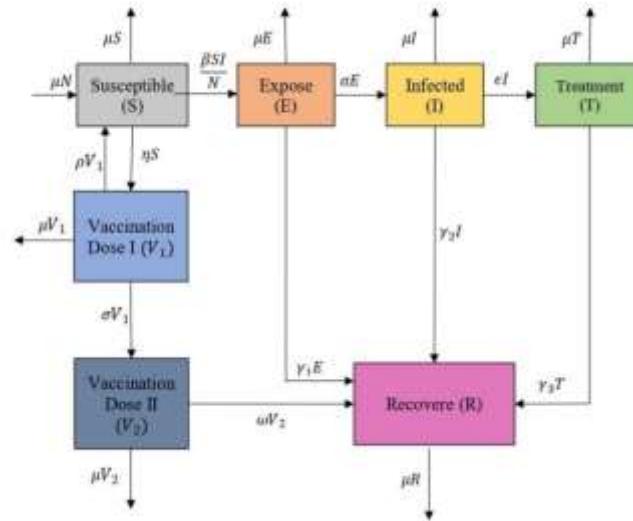 μS
μE
μI
μT
μN
Susceptible
(S)
βSI
N
Expose
(E)
αE
Infected
(I)
ϵI
Treatment
(T)
ρV₁
ηS
μV₁
Vaccination
Dose I (V₁)
γ₂I
σV₁
Vaccination
Dose II
(V₂)
γ₁E
ωV₂
Recovere (R)
γ₃T
μV₂
μR